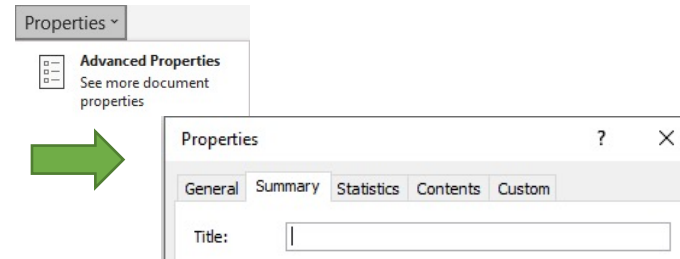 Properties
Advanced Properties
See more document
properties
Properties ?
General Summary Statistics Contents Custom
Title: